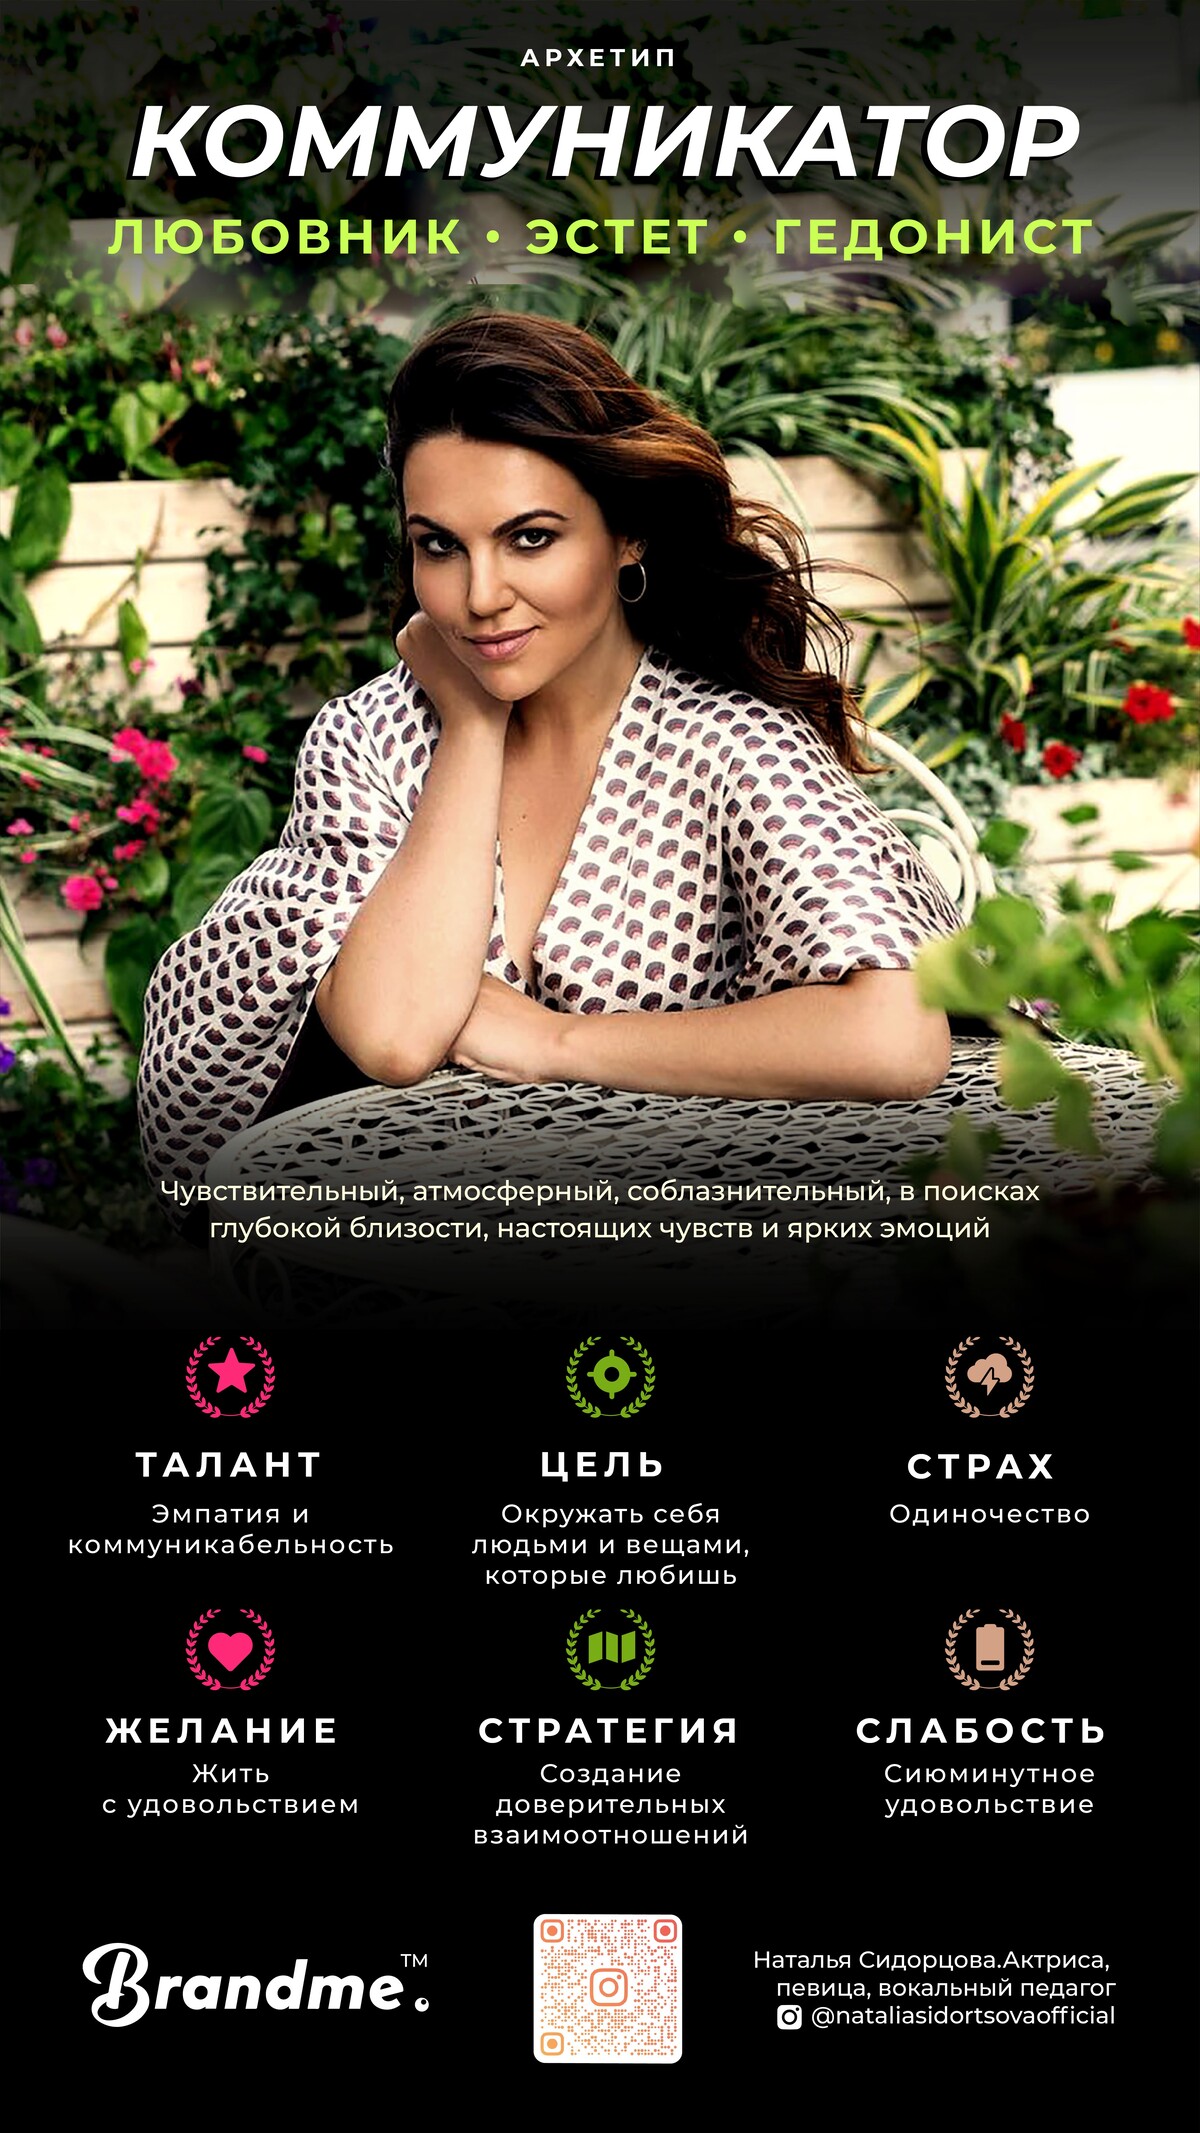 АРХЕТИП
КОММУНИКАТОР
ЛЮБОВНИК • ЭСТЕТ • ГЕДОНИСТ
Чувствительный, атмосферный, соблазнительный, в поисках
глубокой близости, настоящих чувств и ярких эмоций
ТАЛАНТ
Эмпатия и
коммуникабельность
ЦЕЛЬ
Окружать себя
людьми и вещами,
которые любишь
СТРАХ
Одиночество
ЖЕЛАНИЕ
Жить
с удовольствием
СТРАТЕГИЯ
Создание
доверительных
взаимоотношений
СЛАБОСТЬ
Сиюминутное
удовольствие
Brandme. TM
Наталья Сидорцова.Актриса,
певица, вокальный педагог
@nataliasidortsovaofficial